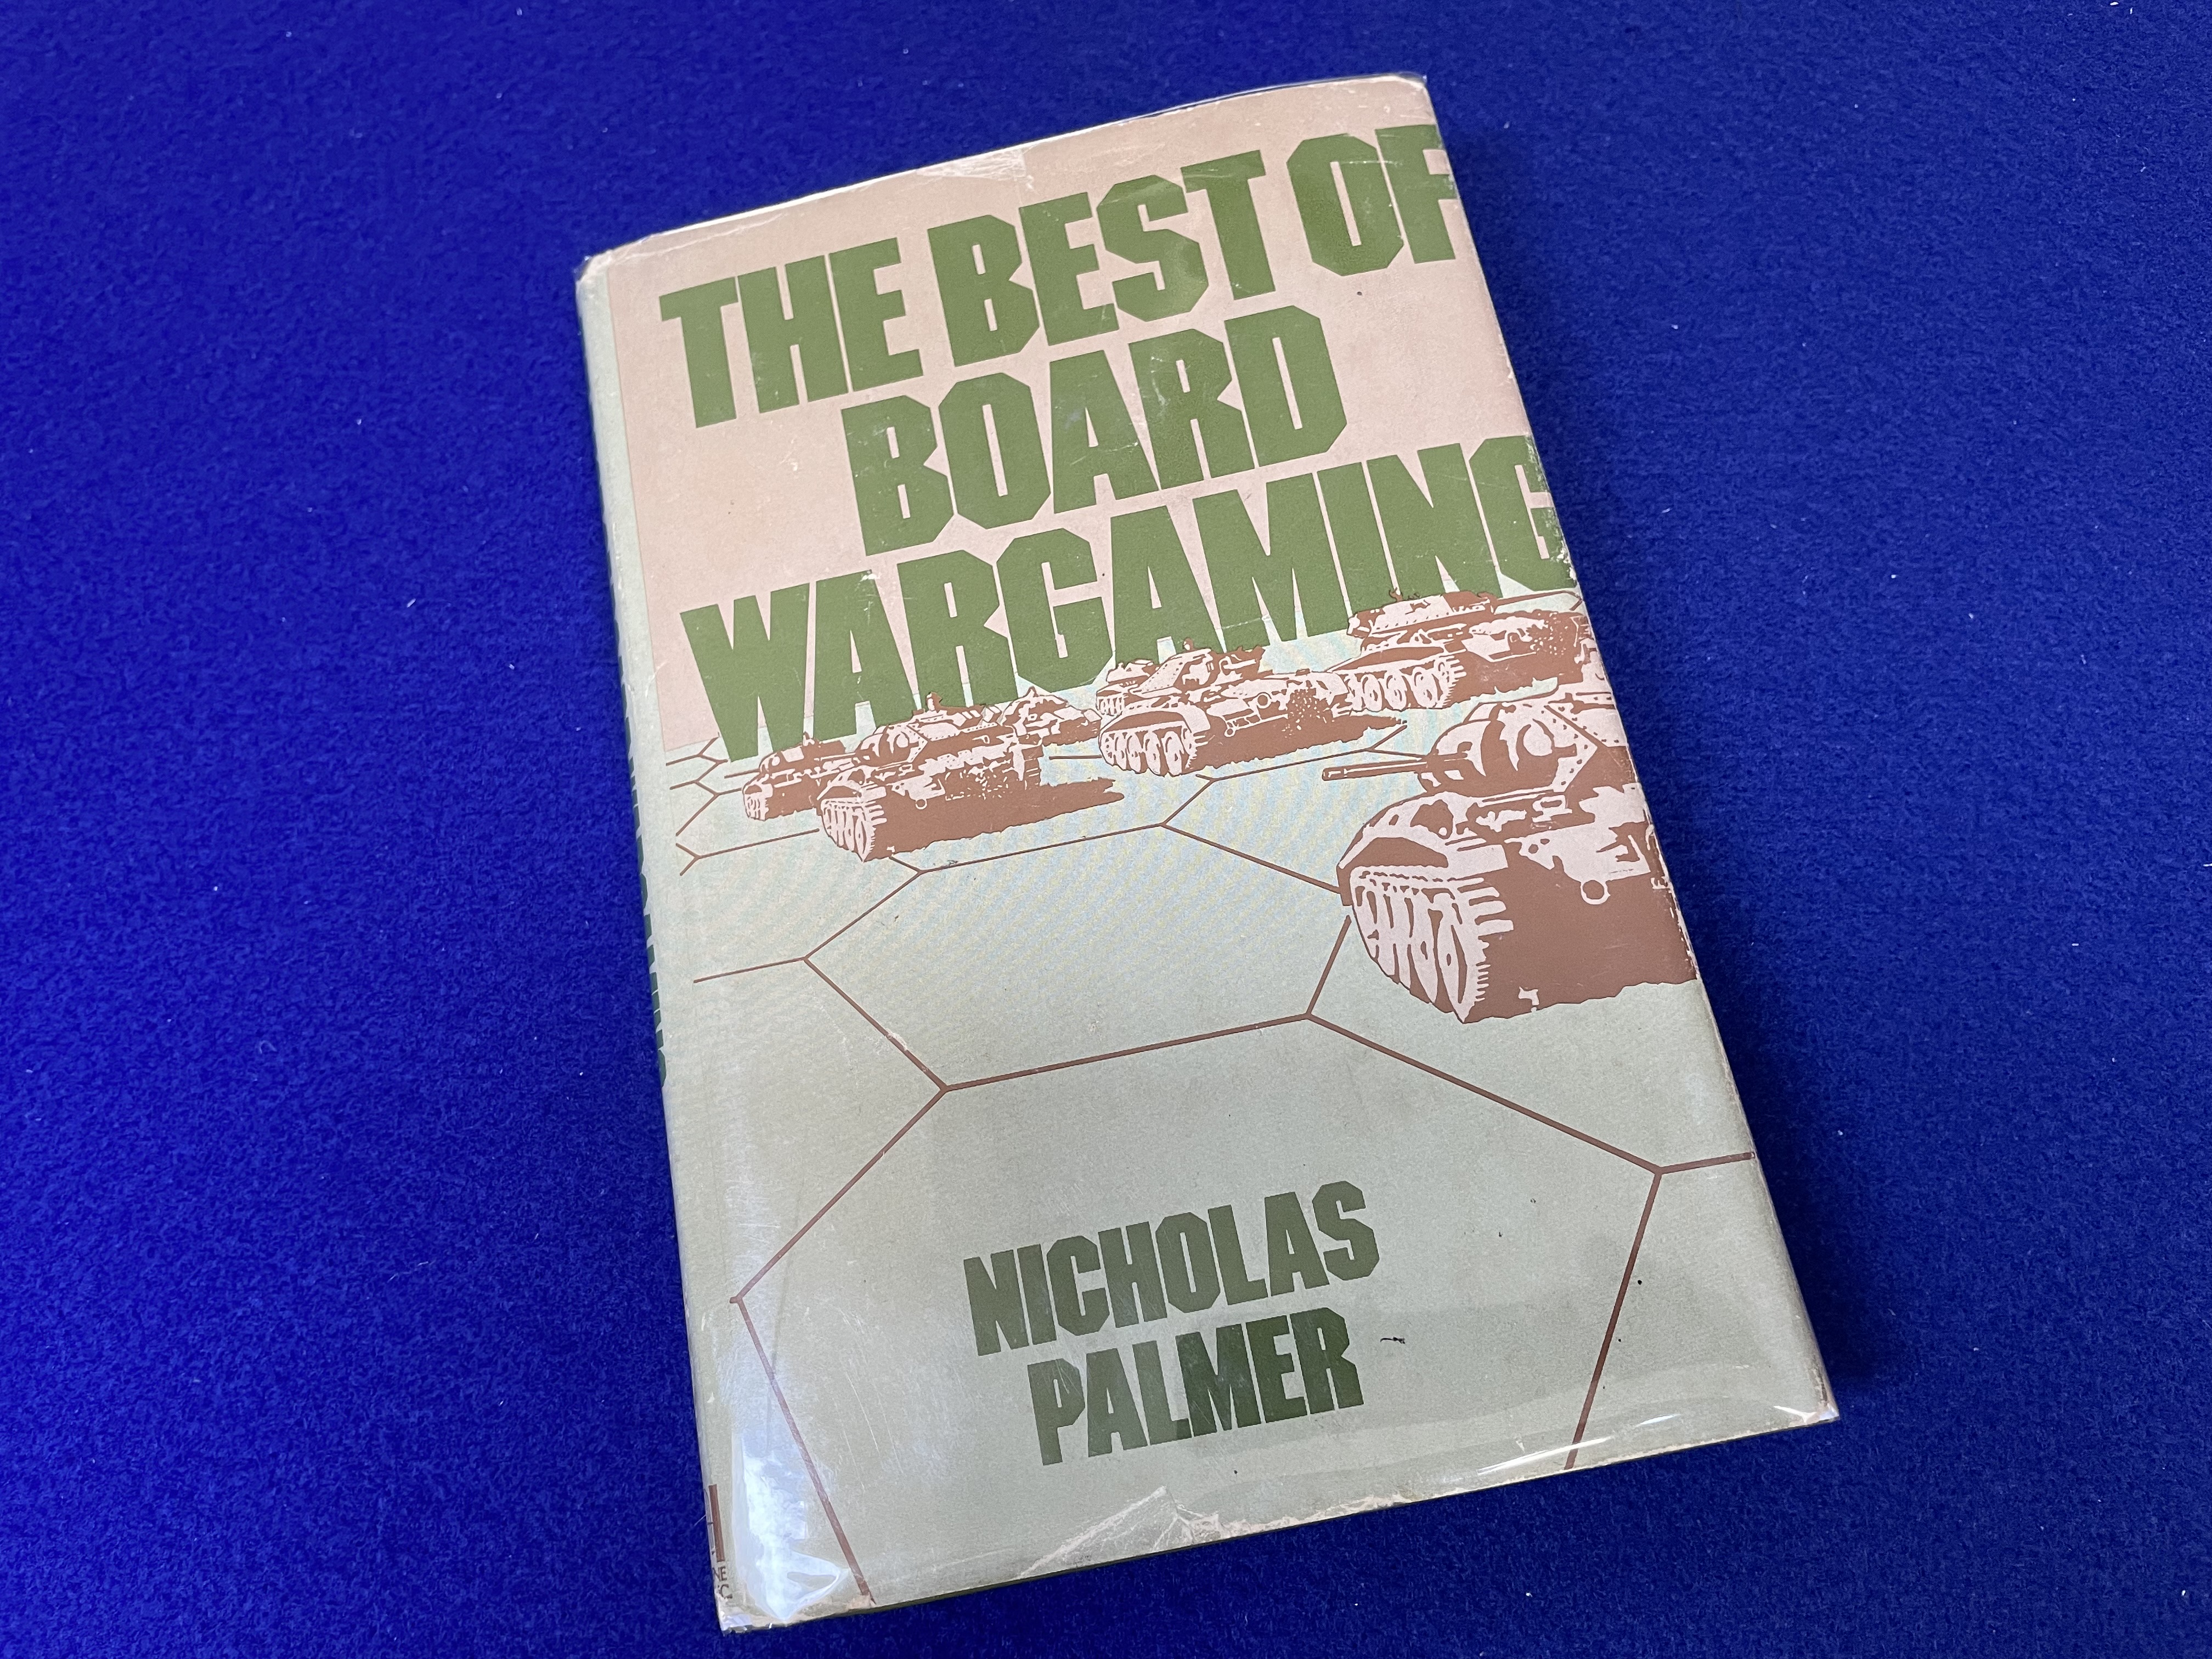 THE BEST OF
BOARD
WARGAMING
NICHOLAS
PALMER